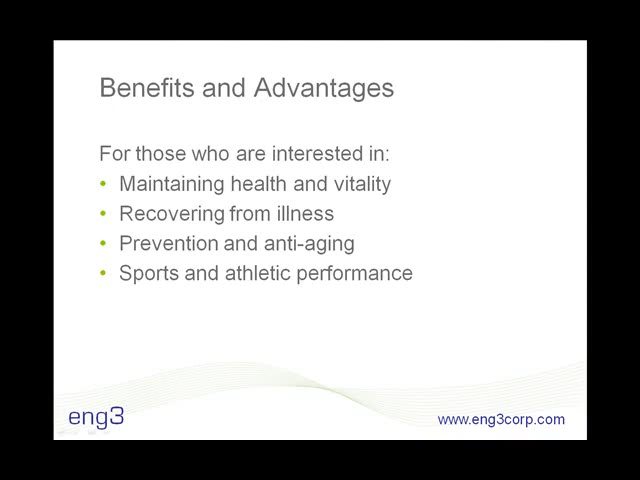 Benefits and Advantages
For those who are interested in:
• Maintaining health and vitality
• Recovering from illness
• Prevention and anti-aging
• Sports and athletic performance
eng3
www.eng3corp.com